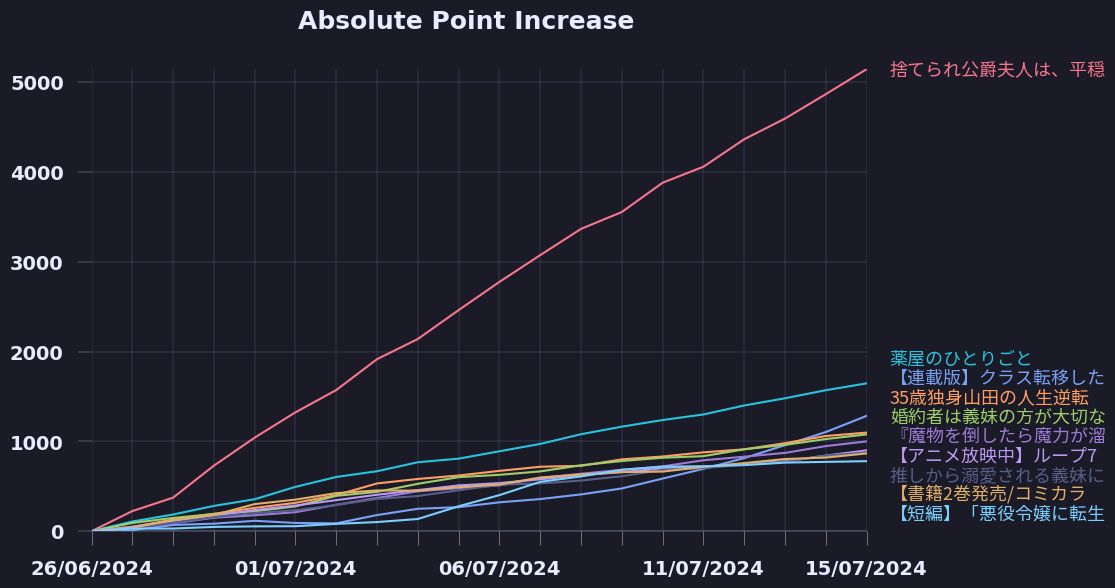 Absolute Point Increase
5000
4000
3000
2000
1000
0
26/06/2024
01/07/2024
06/07/2024
11/07/2024
15/07/2024
捨てられ公爵夫人は、平穏
薬屋のひとりごと
【連載版】クラス転移した
35歳独身山田の人生逆転
婚約者は義妹の方が大切な
『魔物を倒したら魔力が溜
【アニメ放映中】ループ7
推しから溺愛される義妹に
【書籍2巻発売/コミカラ
【短編】「悪役令嬢に転生